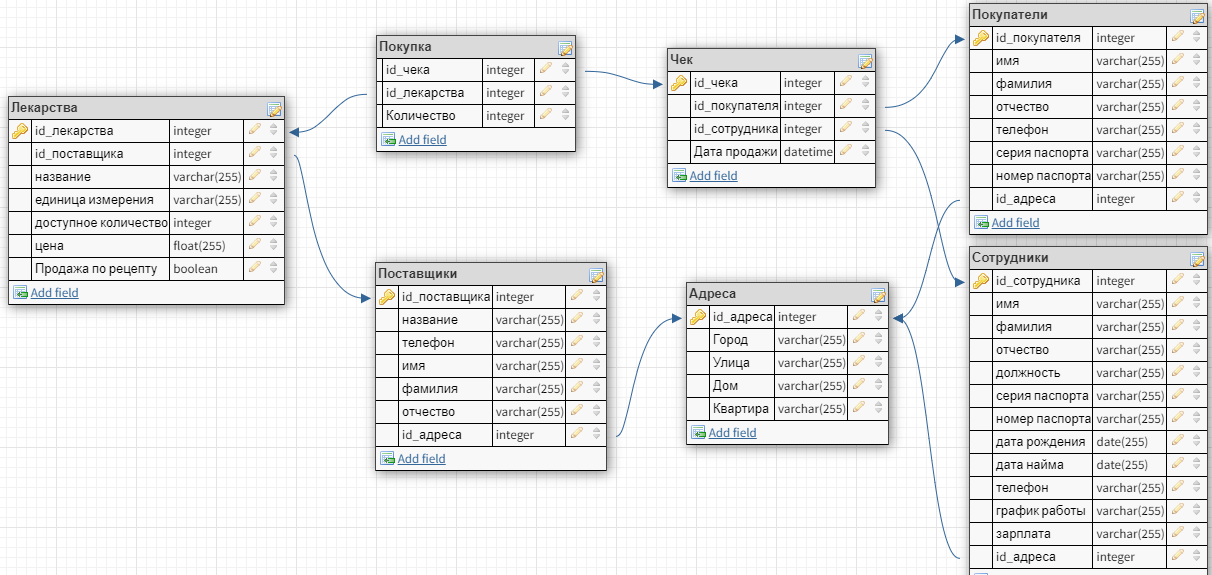 Лекарства
id_лекарства integer
id_поставщика integer
название varchar(255)
единица измерения varchar(255)
доступное количество integer
цена float(255)
Продажа по рецепту boolean
Add field
Покупка
id_чека integer
id_лекарства integer
Количество integer
Add field
Поставщики
id_поставщика integer
название varchar(255)
телефон varchar(255)
имя varchar(255)
фамилия varchar(255)
отчество varchar(255)
id_адреса integer
Add field
Чек
id_чека integer
id_покупателя integer
id_сотрудника integer
Дата продажи datetime
Add field
Адреса
id_адреса integer
Город varchar(255)
Улица varchar(255)
Дом varchar(255)
Квартира varchar(255)
Add field
Покупатели
id_покупателя integer
имя varchar(255)
фамилия varchar(255)
отчество varchar(255)
телефон varchar(255)
серия паспорта varchar(255)
номер паспорта varchar(255)
id_адреса integer
Add field
Сотрудники
id_сотрудника integer
имя varchar(255)
фамилия varchar(255)
отчество varchar(255)
должность varchar(255)
серия паспорта varchar(255)
номер паспорта varchar(255)
дата рождения date(255)
дата найма date(255)
телефон varchar(255)
график работы varchar(255)
зарплата varchar(255)
id_адреса integer